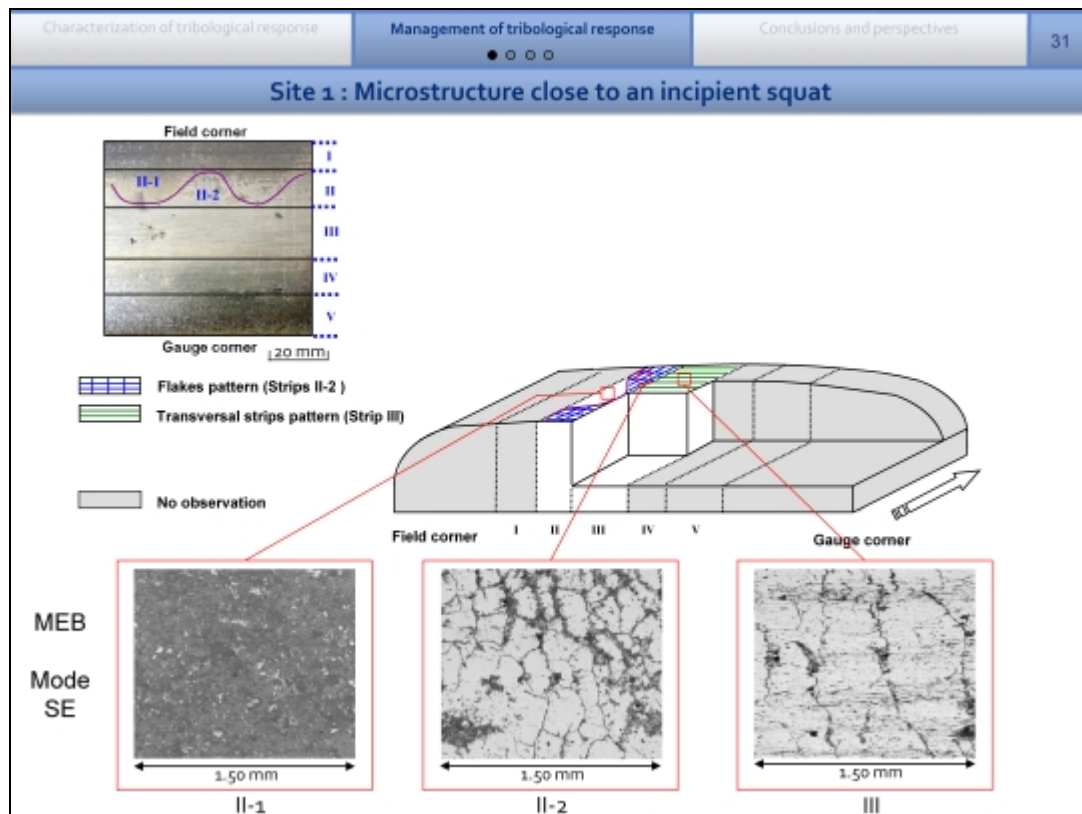 Characterization of tribological response
Management of tribological response
Conclusions and perspectives
31
Site 1 : Microstructure close to an incipient squat
Field corner
I
II-1
II-2
II
III
IV
V
Gauge corner
20 mm
Flakes pattern (Strips II-2 )
Transversal strips pattern (Strip III)
No observation
Field corner
I II III IV V
Gauge corner
MEB
Mode
SE
1.50 mm
1.50 mm
1.50 mm
II-1
II-2
III